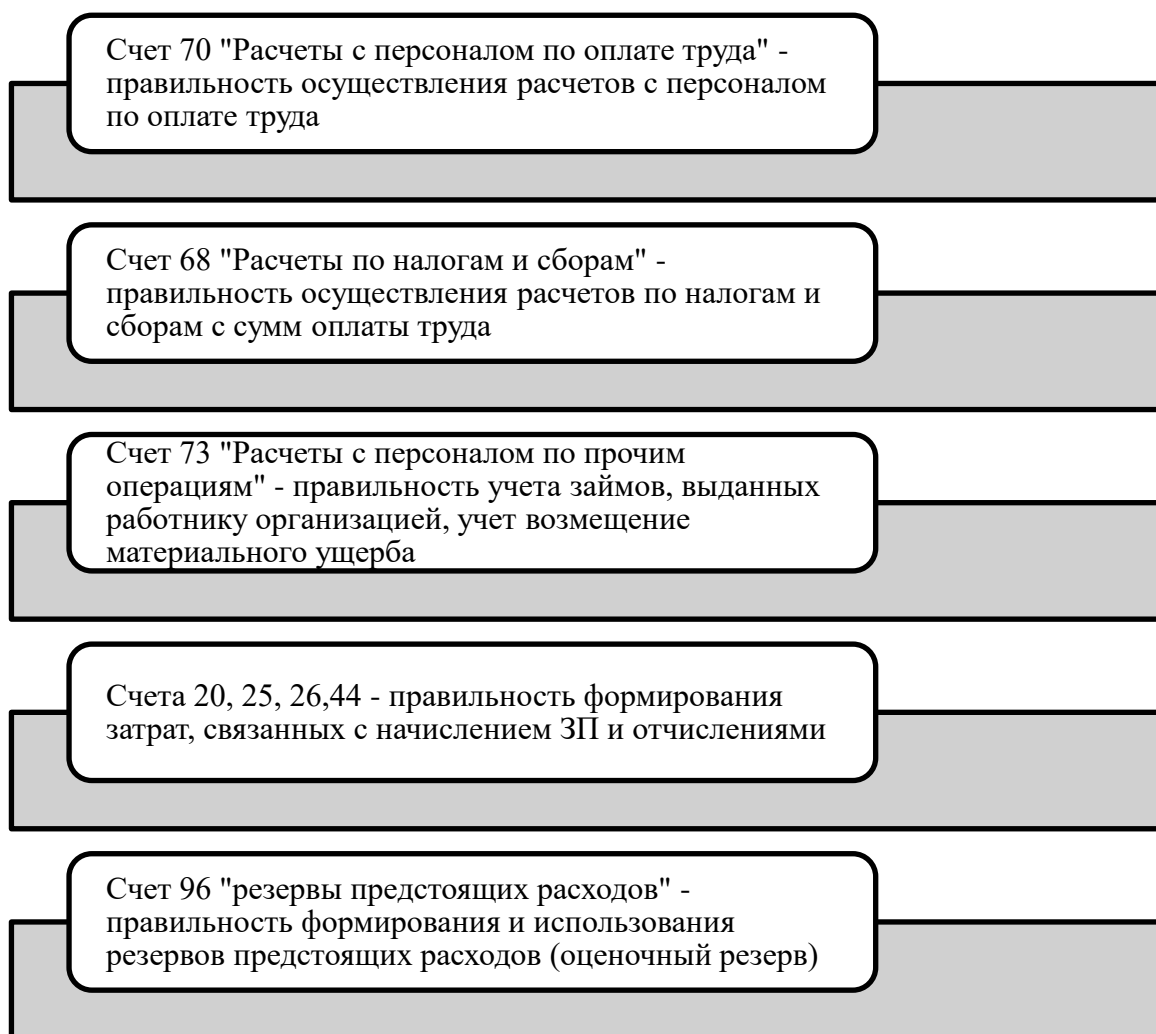 Счет 70 "Расчеты с персоналом по оплате труда" -
правильность осуществления расчетов с персоналом
по оплате труда
Счет 68 "Расчеты по налогам и сборам" -
правильность осуществления расчетов по налогам и
сборам с сумм оплаты труда
Счет 73 "Расчеты с персоналом по прочим
операциям" - правильность учета займов, выданных
работнику организацией, учет возмещение
материального ущерба
Счета 20, 25, 26,44 - правильность формирования
затрат, связанных с начислением ЗП и отчислениями
Счет 96 "резервы предстоящих расходов" -
правильность формирования и использования
резервов предстоящих расходов (оценочный резерв)